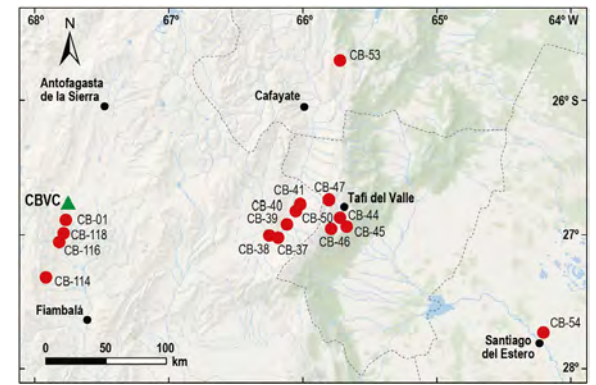 68°
67°
66°
65°
64° W
N
CB-53
Antofagasta
de la Sierra
Cafayate
26° S
CBVC
CB-41
CB-47
CB-40
Tafi del Valle
CB-01
CB-39
CB-50
CB-44
CB-118
CB-45
CB-116
CB-38
CB-37
CB-46
27°
CB-114
Fiambalá
CB-54
0
50
100
km
Santiago
del Estero
28°